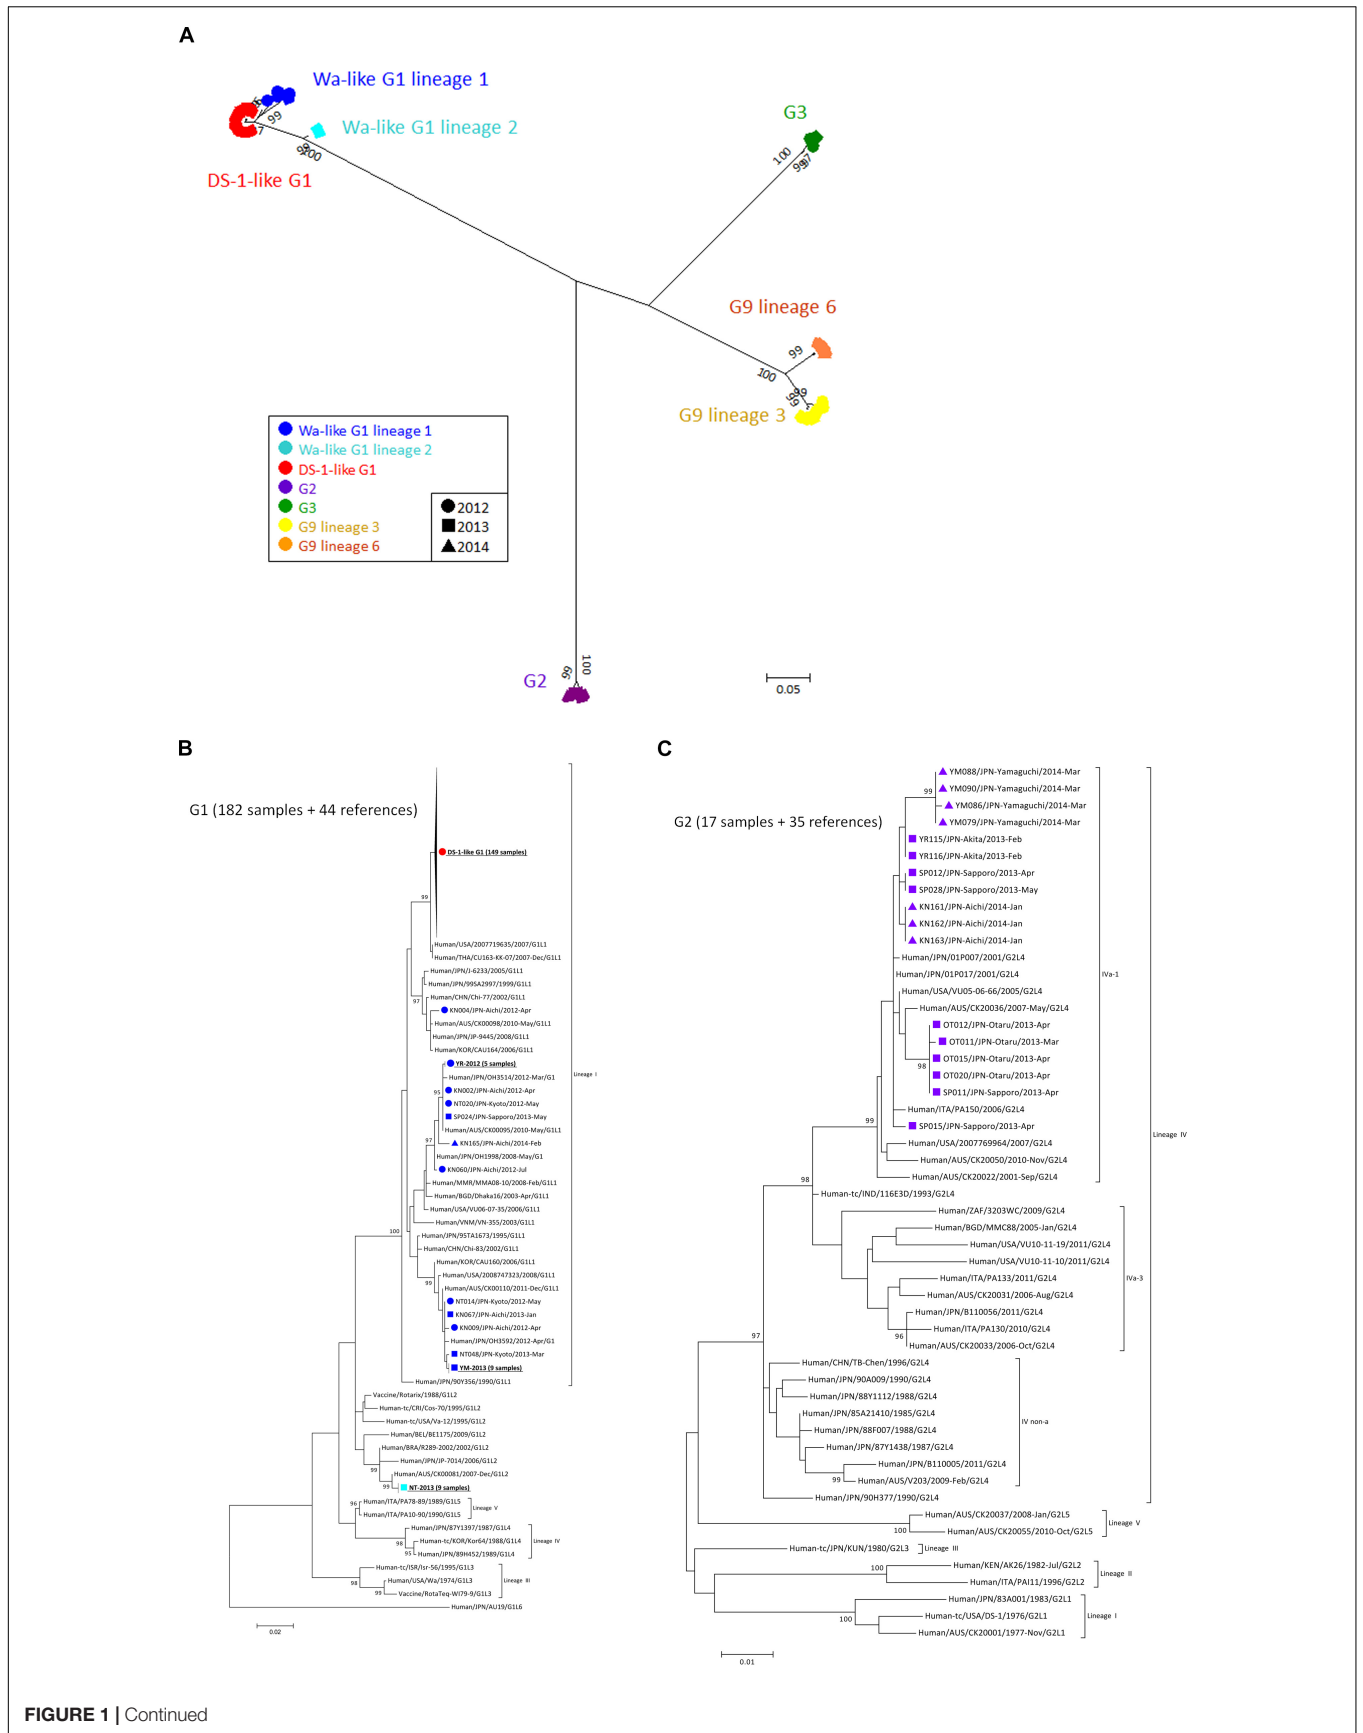 A
Wa-like G1 lineage 1
99
Wa-like G1 lineage 2
DS-1-like G1
G3
100
G9 lineage 6
99
100
G9 lineage 3
Wa-like G1 lineage 1
Wa-like G1 lineage 2
DS-1-like G1
G2
G3
G9 lineage 3
G9 lineage 6
2012
2013
2014
99
100
G2
0.05
B
G1 (182 samples + 44 references)
DS-1-like G1 (149 samples)
99
Human/USA/2007719635/2007/G1L1
Human/THA/CU163-KK-07/2007-Dec/G1L1
Human/JPN/J-6233/2005/G1L1
Human/JPN/99SA2997/1999/G1L1
Human/CHN/Chi-77/2002/G1L1
97
KN004/JPN-Aichi/2012-Apr
Human/AUS/CK00098/2010-May/G1L1
Human/JPN/JP-9445/2008/G1L1
Human/KOR/CAU164/2006/G1L1
YR-2012 (5 samples)
Lineage I
Human/JPN/OH3514/2012-Mar/G1
95
KN002/JPN-Aichi/2012-Apr
NT020/JPN-Kyoto/2012-May
SP024/JPN-Sapporo/2013-May
Human/AUS/CK00095/2010-May/G1L1
97
KN165/JPN-Aichi/2014-Feb
Human/JPN/OH1998/2008-May/G1
KN060/JPN-Aichi/2012-Jul
Human/MMR/MMA08-10/2008-Feb/G1L1
Human/BGD/Dhaka16/2003-Apr/G1L1
Human/USA/VU06-07-35/2006/G1L1
Human/VNM/VN-355/2003/G1L1
100
Human/JPN/95TA1673/1995/G1L1
Human/CHN/Chi-83/2002/G1L1
Human/KOR/CAU160/2006/G1L1
Human/USA/2008747323/2008/G1L1
99
Human/AUS/CK00110/2011-Dec/G1L1
NT014/JPN-Kyoto/2012-May
KN067/JPN-Aichi/2013-Jan
KN009/JPN-Aichi/2012-Apr
Human/JPN/OH3592/2012-Apr/G1
NT048/JPN-Kyoto/2013-Mar
YM-2013 (9 samples)
Human/JPN/90Y356/1990/G1L1
Vaccine/Rotarix/1988/G1L2
Human-tc/CRI/Cos-70/1995/G1L2
Human-tc/USA/Va-12/1995/G1L2
Human/BEL/BE1175/2009/G1L2
Human/BRA/R289-2002/2002/G1L2
Human/JPN/JP-7014/2006/G1L2
99
Human/AUS/CK00081/2007-Dec/G1L2
99
NT-2013 (9 samples)
96
Human/ITA/PA78-89/1989/G1L5
Lineage V
Human/ITA/PA10-90/1990/G1L5
Human/JPN/87Y1397/1987/G1L4
98
Human-tc/KOR/Kor64/1988/G1L4
Lineage IV
95
Human/JPN/89H452/1989/G1L4
Human-tc/ISR/Isr-56/1995/G1L3
98
Human/USA/Wa/1974/G1L3
Lineage III
99
Vaccine/RotaTeq-WI79-9/G1L3
Human/JPN/AU19/G1L6
0.02
C
G2 (17 samples + 35 references)
YM088/JPN-Yamaguchi/2014-Mar
99
YM090/JPN-Yamaguchi/2014-Mar
YM086/JPN-Yamaguchi/2014-Mar
YM079/JPN-Yamaguchi/2014-Mar
YR115/JPN-Akita/2013-Feb
YR116/JPN-Akita/2013-Feb
SP012/JPN-Sapporo/2013-Apr
SP028/JPN-Sapporo/2013-May
KN161/JPN-Aichi/2014-Jan
KN162/JPN-Aichi/2014-Jan
KN163/JPN-Aichi/2014-Jan
Human/JPN/01P007/2001/G2L4
Human/JPN/01P017/2001/G2L4
IVa-1
Human/USA/VU05-06-66/2005/G2L4
Human/AUS/CK20036/2007-May/G2L4
OT012/JPN-Otaru/2013-Apr
OT011/JPN-Otaru/2013-Mar
OT015/JPN-Otaru/2013-Apr
98
OT020/JPN-Otaru/2013-Apr
SP011/JPN-Sapporo/2013-Apr
Human/ITA/PA150/2006/G2L4
99
SP015/JPN-Sapporo/2013-Apr
Lineage IV
Human/USA/2007769964/2007/G2L4
Human/AUS/CK20050/2010-Nov/G2L4
98
Human/AUS/CK20022/2001-Sep/G2L4
Human-tc/IND/116E3D/1993/G2L4
Human/ZAF/3203WC/2009/G2L4
Human/BGD/MMC88/2005-Jan/G2L4
Human/USA/VU10-11-19/2011/G2L4
Human/USA/VU10-11-10/2011/G2L4
Human/ITA/PA133/2011/G2L4
IVa-3
Human/AUS/CK20031/2006-Aug/G2L4
Human/JPN/B110056/2011/G2L4
Human/ITA/PA130/2010/G2L4
96
Human/AUS/CK20033/2006-Oct/G2L4
97
Human/CHN/TB-Chen/1996/G2L4
Human/JPN/90A009/1990/G2L4
Human/JPN/88Y1112/1988/G2L4
Human/JPN/85A21410/1985/G2L4
IV non-a
Human/JPN/88F007/1988/G2L4
Human/JPN/87Y1438/1987/G2L4
Human/JPN/B110005/2011/G2L4
99
Human/AUS/V203/2009-Feb/G2L4
Human/JPN/90H377/1990/G2L4
Human/AUS/CK20037/2008-Jan/G2L5
Lineage V
100
Human/AUS/CK20055/2010-Oct/G2L5
Human-tc/JPN/KUN/1980/G2L3
Lineage III
100
Human/KEN/AK26/1982-Jul/G2L2
Lineage II
Human/ITA/PAI11/1996/G2L2
Human/JPN/83A001/1983/G2L1
100
Human-tc/USA/DS-1/1976/G2L1
Lineage I
Human/AUS/CK20001/1977-Nov/G2L1
0.01
FIGURE 1 | Continued